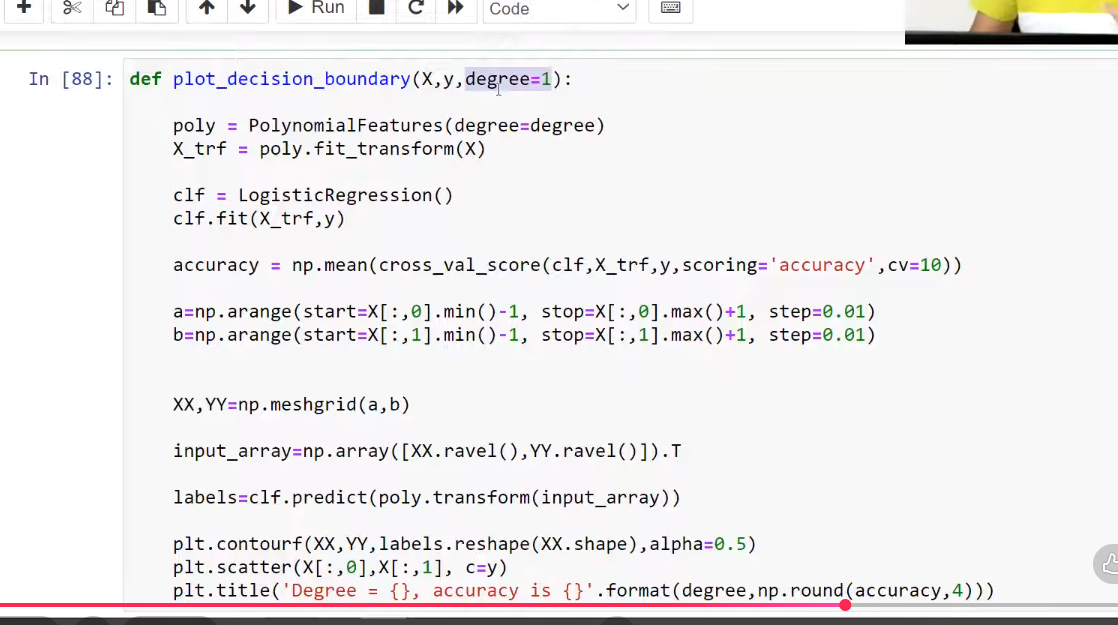 Run Code
In [88]: def plot_decision_boundary(X,y,degree=1):
poly = PolynomialFeatures(degree=degree)
X_trf = poly.fit_transform(X)
clf = LogisticRegression()
clf.fit(X_trf,y)
accuracy = np.mean(cross_val_score(clf,X_trf,y,scoring='accuracy',cv=10))
a=np.arange(start=X[:,0].min()-1, stop=X[:,0].max()+1, step=0.01)
b=np.arange(start=X[:,1].min()-1, stop=X[:,1].max()+1, step=0.01)
XX,YY=np.meshgrid(a,b)
input_array=np.array([XX.ravel(),YY.ravel()]).T
labels=clf.predict(poly.transform(input_array))
plt.contourf(XX,YY,labels.reshape(XX.shape),alpha=0.5)
plt.scatter(X[:,0],X[:,1], c=y)
plt.title('Degree = {}, accuracy is {}'.format(degree,np.round(accuracy,4)))